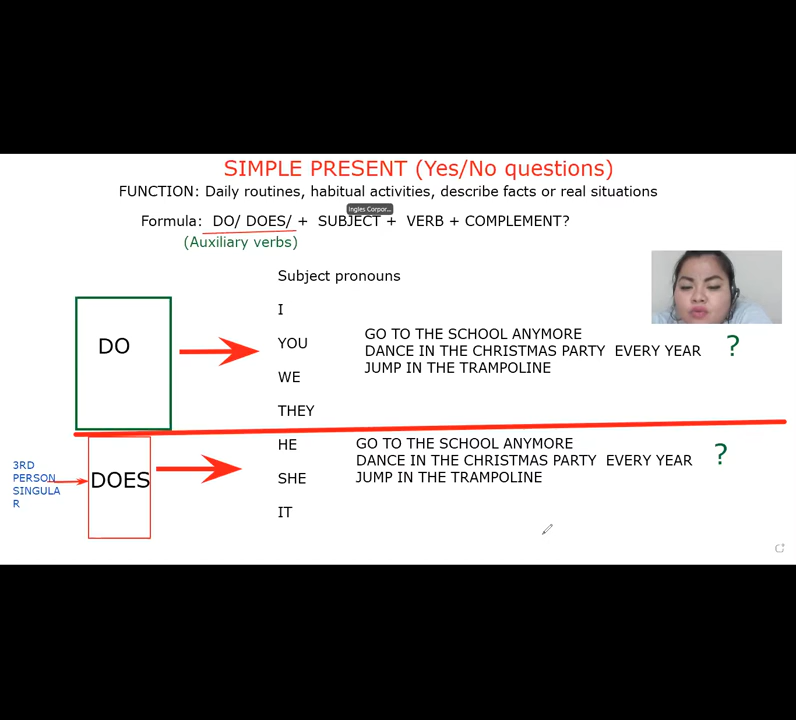 SIMPLE PRESENT (Yes/No questions)
FUNCTION: Daily routines, habitual activities, describe facts or real situations
Ingles Corpor...
Formula: DO/ DOES/ + SUBJECT + VERB + COMPLEMENT?
(Auxiliary verbs)
Subject pronouns
I
DO
YOU
WE
THEY
GO TO THE SCHOOL ANYMORE
DANCE IN THE CHRISTMAS PARTY EVERY YEAR
JUMP IN THE TRAMPOLINE
?
3RD
PERSON
SINGULA
R
DOES
HE
SHE
IT
GO TO THE SCHOOL ANYMORE
DANCE IN THE CHRISTMAS PARTY EVERY YEAR
JUMP IN THE TRAMPOLINE
?